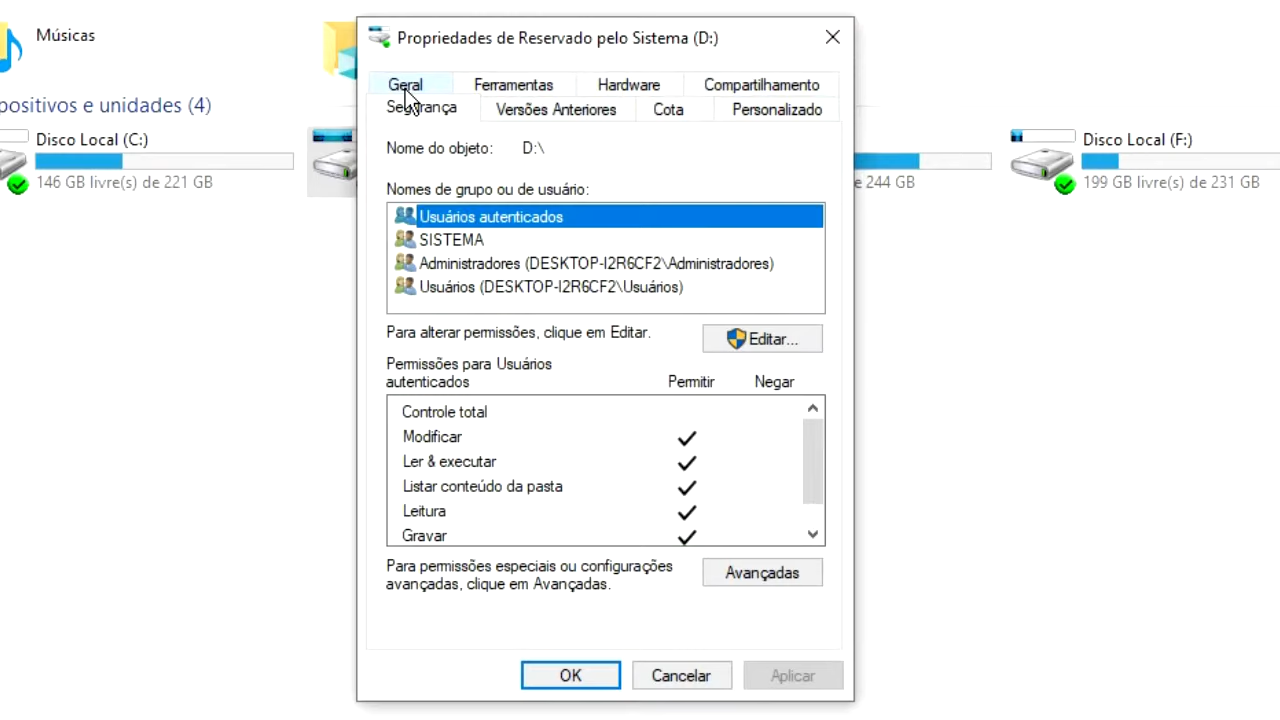 Músicas
Propriedades de Reservado pelo Sistema (D:)
Geral Ferramentas Hardware Compartilhamento
Segurança Versões Anteriores Cota Personalizado
positivos e unidades (4)
Disco Local (C:)
146 GB livre(s) de 221 GB
Nome do objeto: D:\
Nomes de grupo ou de usuário:
Usuários autenticados
SISTEMA
Administradores (DESKTOP-I2R6CF2\Administradores)
Usuários (DESKTOP-I2R6CF2\Usuários)
Para alterar permissões, clique em Editar.
Editar...
Permissões para Usuários
autenticados Permitir Negar
Controle total
Modificar
Ler & executar
Listar conteúdo da pasta
Leitura
Gravar
Para permissões especiais ou configurações
avançadas, clique em Avançadas.
Avançadas
OK Cancelar Aplicar
e 244 GB
Disco Local (F:)
199 GB livre(s) de 231 GB